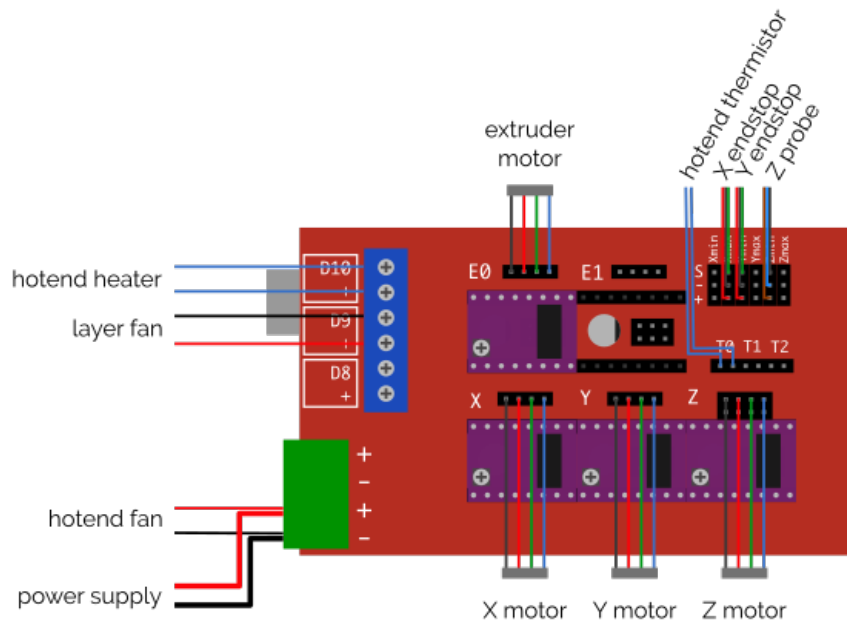 hotend thermistor
X endstop
Y endstop
Z probe
extruder
motor
hotend heater
layer fan
D10
+
D9
+
D8
+
E0
E1
Xmin
Ymax
Zmax
S
-
+
T0 T1 T2
X
Y
Z
+
-
+
-
hotend fan
power supply
X motor
Y motor
Z motor